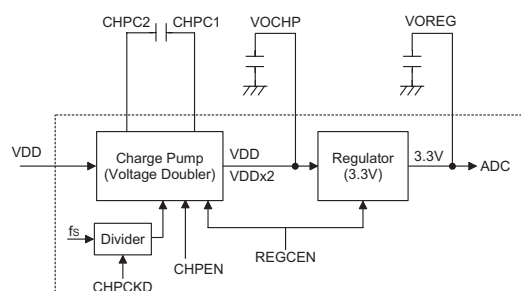 CHPC2 CHPC1
VOCHP
VOREG
VDD
Charge Pump
(Voltage Doubler)
VDD
VDDx2
Regulator
(3.3V)
3.3V
ADC
fs
Divider
CHPEN
REGCEN
CHPCKD